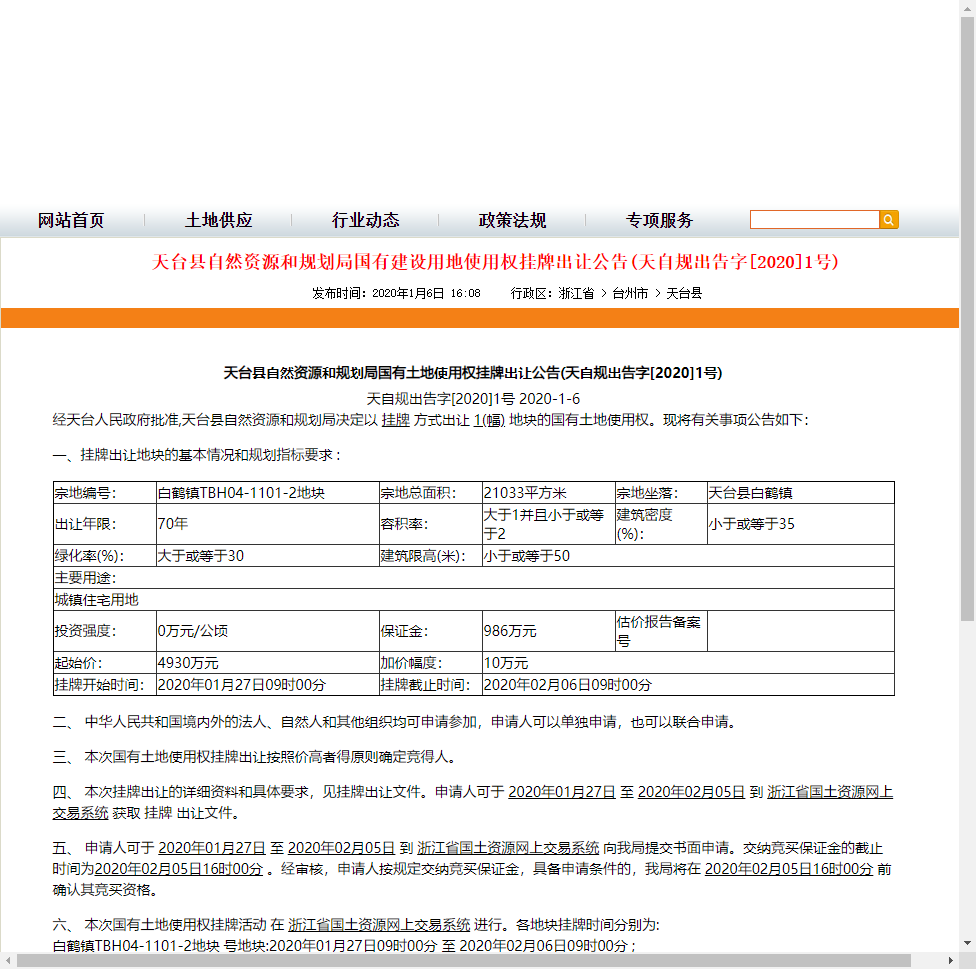 网站首页 土地供应 行业动态 政策法规 专项服务
天台县自然资源和规划局国有建设用地使用权挂牌出让公告(天自规出告字[2020]1号)
发布时间：2020年1月6日 16:08 行政区：浙江省 > 台州市 > 天台县
天台县自然资源和规划局国有土地使用权挂牌出让公告(天自规出告字[2020]1号)
天自规出告字[2020]1号 2020-1-6
经天台人民政府批准,天台县自然资源和规划局决定以 挂牌 方式出让 1(幅) 地块的国有土地使用权。现将有关事项公告如下：
一、挂牌出让地块的基本情况和规划指标要求：
宗地编号： 白鹤镇TBH04-1101-2地块 宗地总面积： 21033平方米 宗地坐落： 天台县白鹤镇
出让年限： 70年 容积率： 大于1并且小于或等于2 建筑密度(%)： 小于或等于35
绿化率(%)： 大于或等于30 建筑限高(米)： 小于或等于50
主要用途：
城镇住宅用地
投资强度： 0万元/公顷 保证金： 986万元 估价报告备案号
起始价： 4930万元 加价幅度： 10万元
挂牌开始时间： 2020年01月27日09时00分 挂牌截止时间： 2020年02月06日09时00分
二、 中华人民共和国境内外的法人、自然人和其他组织均可申请参加，申请人可以单独申请，也可以联合申请。
三、 本次国有土地使用权挂牌出让按照价高者得原则确定竞得人。
四、 本次挂牌出让的详细资料和具体要求，见挂牌出让文件。申请人可于 2020年01月27日 至 2020年02月05日 到 浙江省国土资源网上
交易系统 获取 挂牌 出让文件。
五、 申请人可于 2020年01月27日 至 2020年02月05日 到 浙江省国土资源网上交易系统 向我局提交书面申请。交纳竞买保证金的截止
时间为2020年02月05日16时00分 。经审核，申请人按规定交纳竞买保证金，具备申请条件的，我局将在 2020年02月05日16时00分 前
确认其竞买资格。
六、 本次国有土地使用权挂牌活动 在 浙江省国土资源网上交易系统 进行。各地块挂牌时间分别为:
白鹤镇TBH04-1101-2地块 号地块:2020年01月27日09时00分 至 2020年02月06日09时00分；